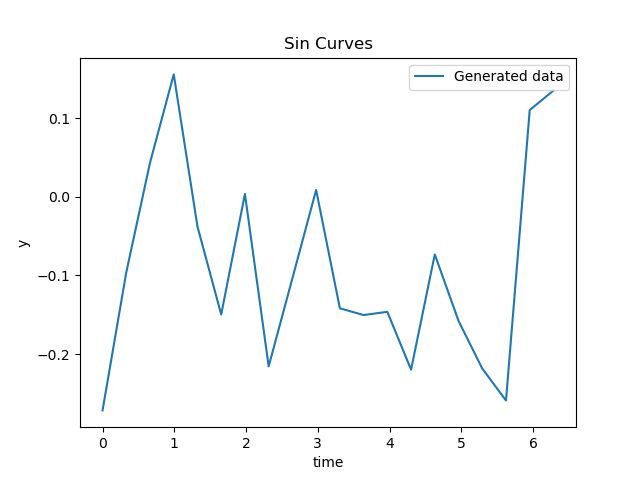 Sin Curves
Generated data
0.1
0.0
−0.1
−0.2
y
0 1 2 3 4 5 6
time